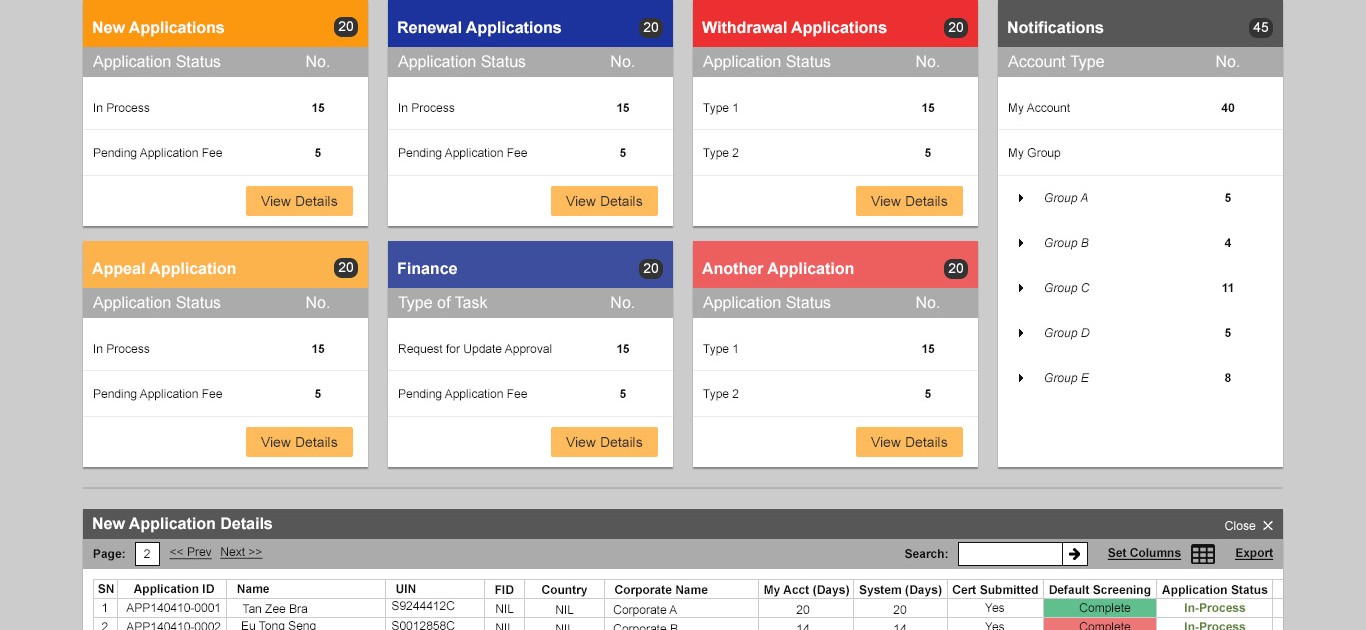 New Applications 20
Application Status No.
In Process 15
Pending Application Fee 5
View Details
Renewal Applications 20
Application Status No.
In Process 15
Pending Application Fee 5
View Details
Withdrawal Applications 20
Application Status No.
Type 1 15
Type 2 5
View Details
Notifications 45
Account Type No.
My Account 40
My Group
Group A 5
Group B 4
Group C 11
Group D 5
Group E 8
Appeal Application 20
Application Status No.
In Process 15
Pending Application Fee 5
View Details
Finance 20
Type of Task No.
Request for Update Approval 15
Pending Application Fee 5
View Details
Another Application 20
Application Status No.
Type 1 15
Type 2 5
View Details
New Application Details Close
Page: 2 << Prev Next >> Search: Set Columns Export
SN Application ID Name UIN FID Country Corporate Name My Acct (Days) System (Days) Cert Submitted Default Screening Application Status
1 APP140410-0001 Tan Zee Bra S9244412C NIL NIL Corporate A 20 20 Yes Complete In-Process
2 APP140410-0002 Eu Tong Seng S0012858C NIL NIL Corporate B 14 14 Yes Complete In-Process